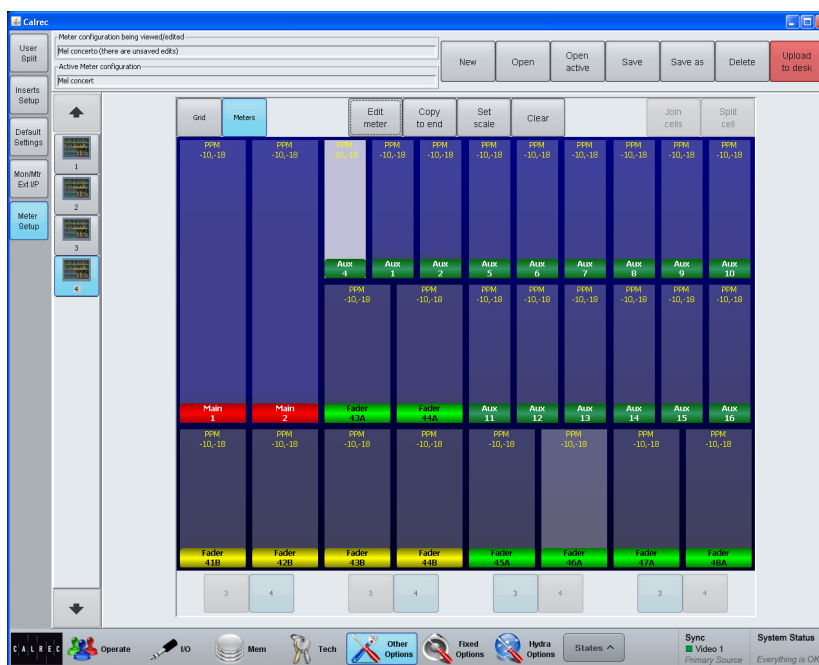 Calrec
User Split
Inserts Setup
Default Settings
Mon/Mtr Ext I/P
Meter Setup
Meter configuration being viewed/edited
Mel concerto (there are unsaved edits)
Active Meter configuration
Mel concert
New
Open
Open active
Save
Save as
Delete
Upload to desk
1
2
3
4
Grid
Meters
Edit meter
Copy to end
Set scale
Clear
Join cells
Split cell
PPM PPM PPM PPM PPM PPM PPM PPM PPM PPM PPM
-10,-18 -10,-18 -10,-18 -10,-18 -10,-18 -10,-18 -10,-18 -10,-18 -10,-18 -10,-18 -10,-18
Aux Aux Aux Aux Aux Aux Aux Aux Aux
4 1 2 5 6 7 8 9 10
PPM PPM PPM PPM PPM PPM PPM PPM
-10,-18 -10,-18 -10,-18 -10,-18 -10,-18 -10,-18 -10,-18 -10,-18
Main Main Fader Fader Aux Aux Aux Aux Aux Aux
1 2 43A 44A 11 12 13 14 15 16
PPM PPM PPM PPM PPM PPM PPM PPM
-10,-18 -10,-18 -10,-18 -10,-18 -10,-18 -10,-18 -10,-18 -10,-18
Fader Fader Fader Fader Fader Fader Fader Fader
41B 42B 43B 44B 45A 46A 47A 48A
3 4 3 4 3 4 3 4
CALREC
Operate
I/O
Mem
Tech
Other Options
Fixed Options
Hydra Options
States
Sync
Video 1
Primary Source
System Status
Everything is OK